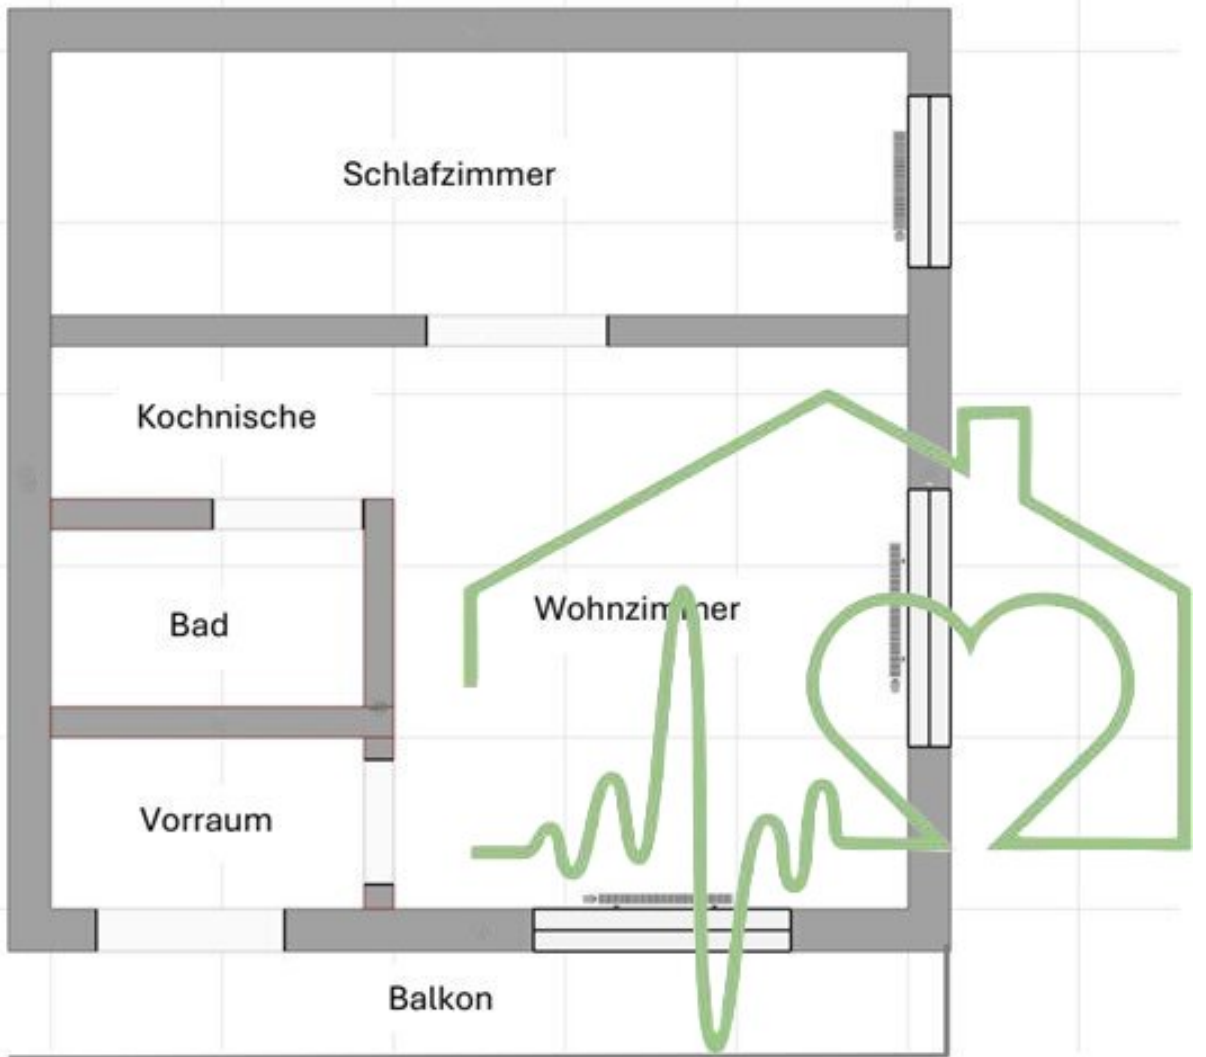 Schlafzimmer
Kochnische
Wohnzimmer
Bad
Vorraum
Balkon